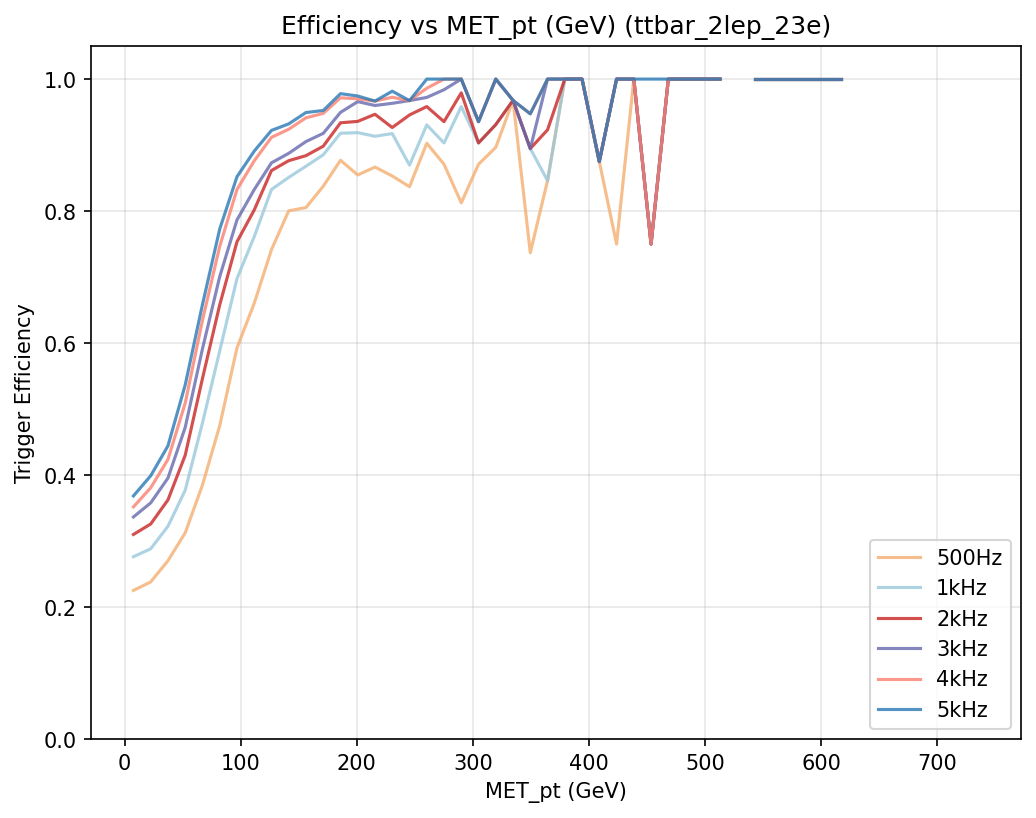 Efficiency vs MET_pt (GeV) (ttbar_2lep_23e)
Trigger Efficiency
1.0
0.8
0.6
0.4
0.2
0.0
0 100 200 300 400 500 600 700
MET_pt (GeV)
500Hz
1kHz
2kHz
3kHz
4kHz
5kHz